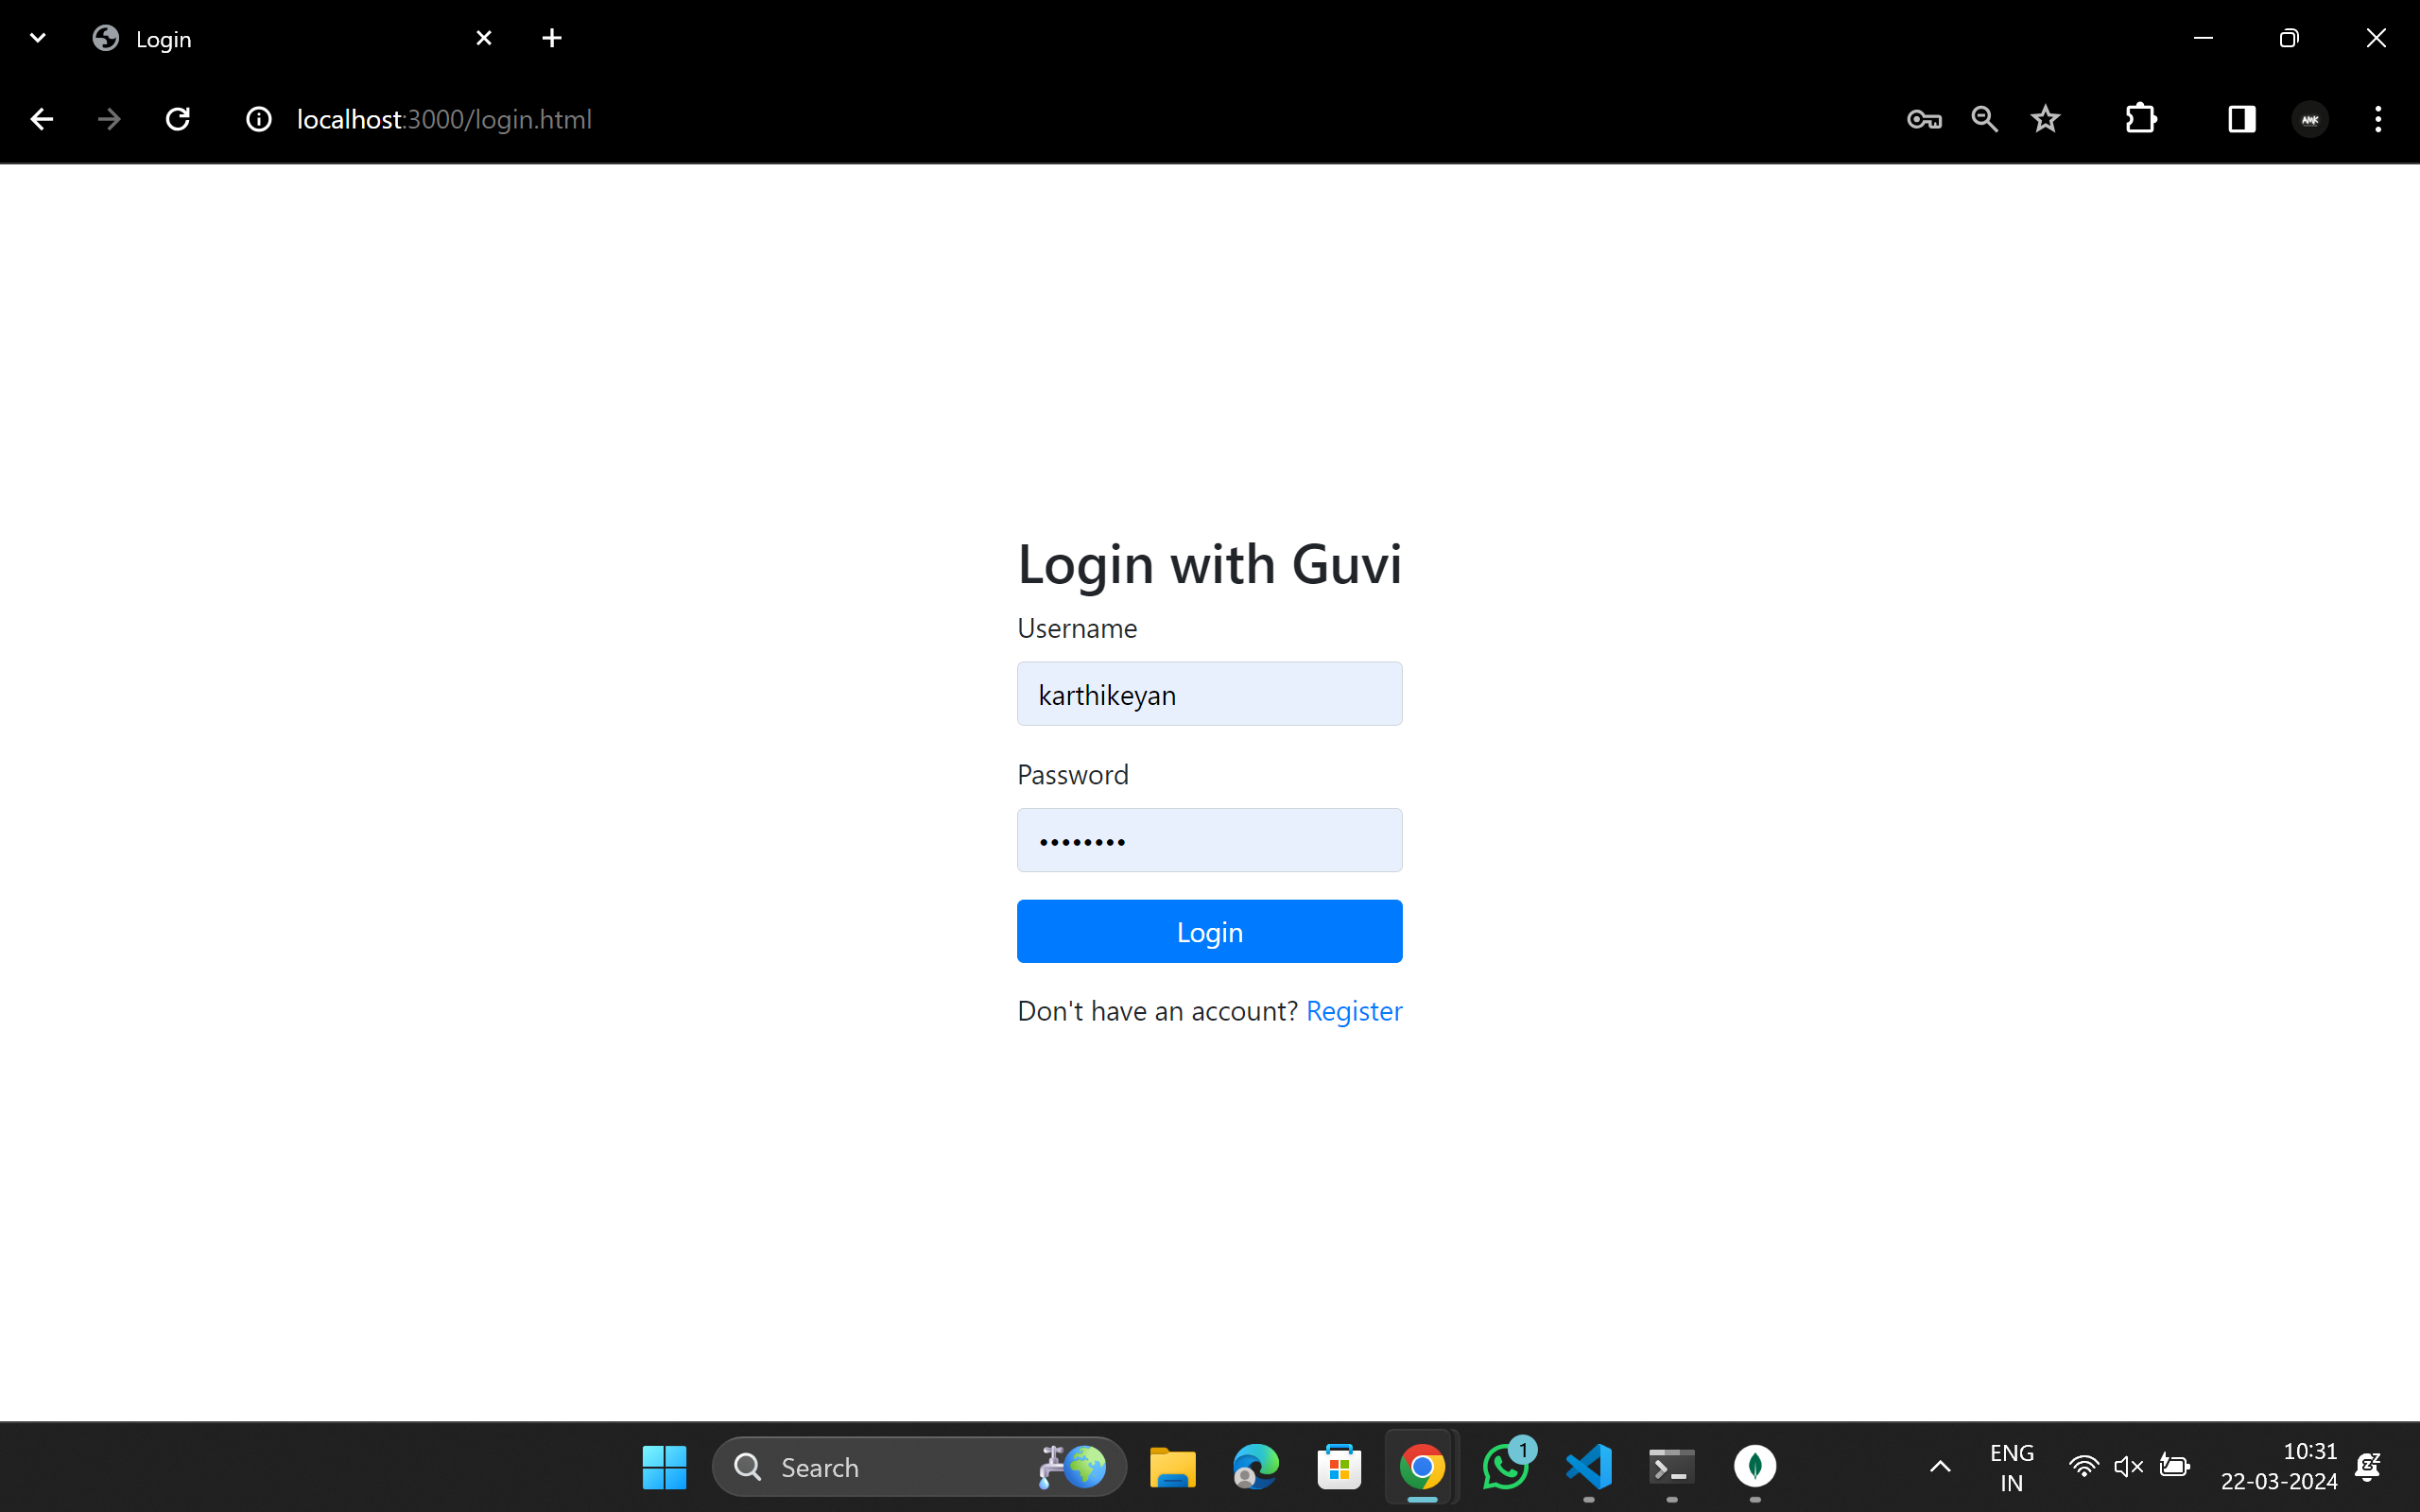 Login
localhost:3000/login.html
Login with Guvi
Username
karthikeyan
Password
••••••••
Login
Don't have an account? Register
Search
1
ENG
IN
10:31
22-03-2024